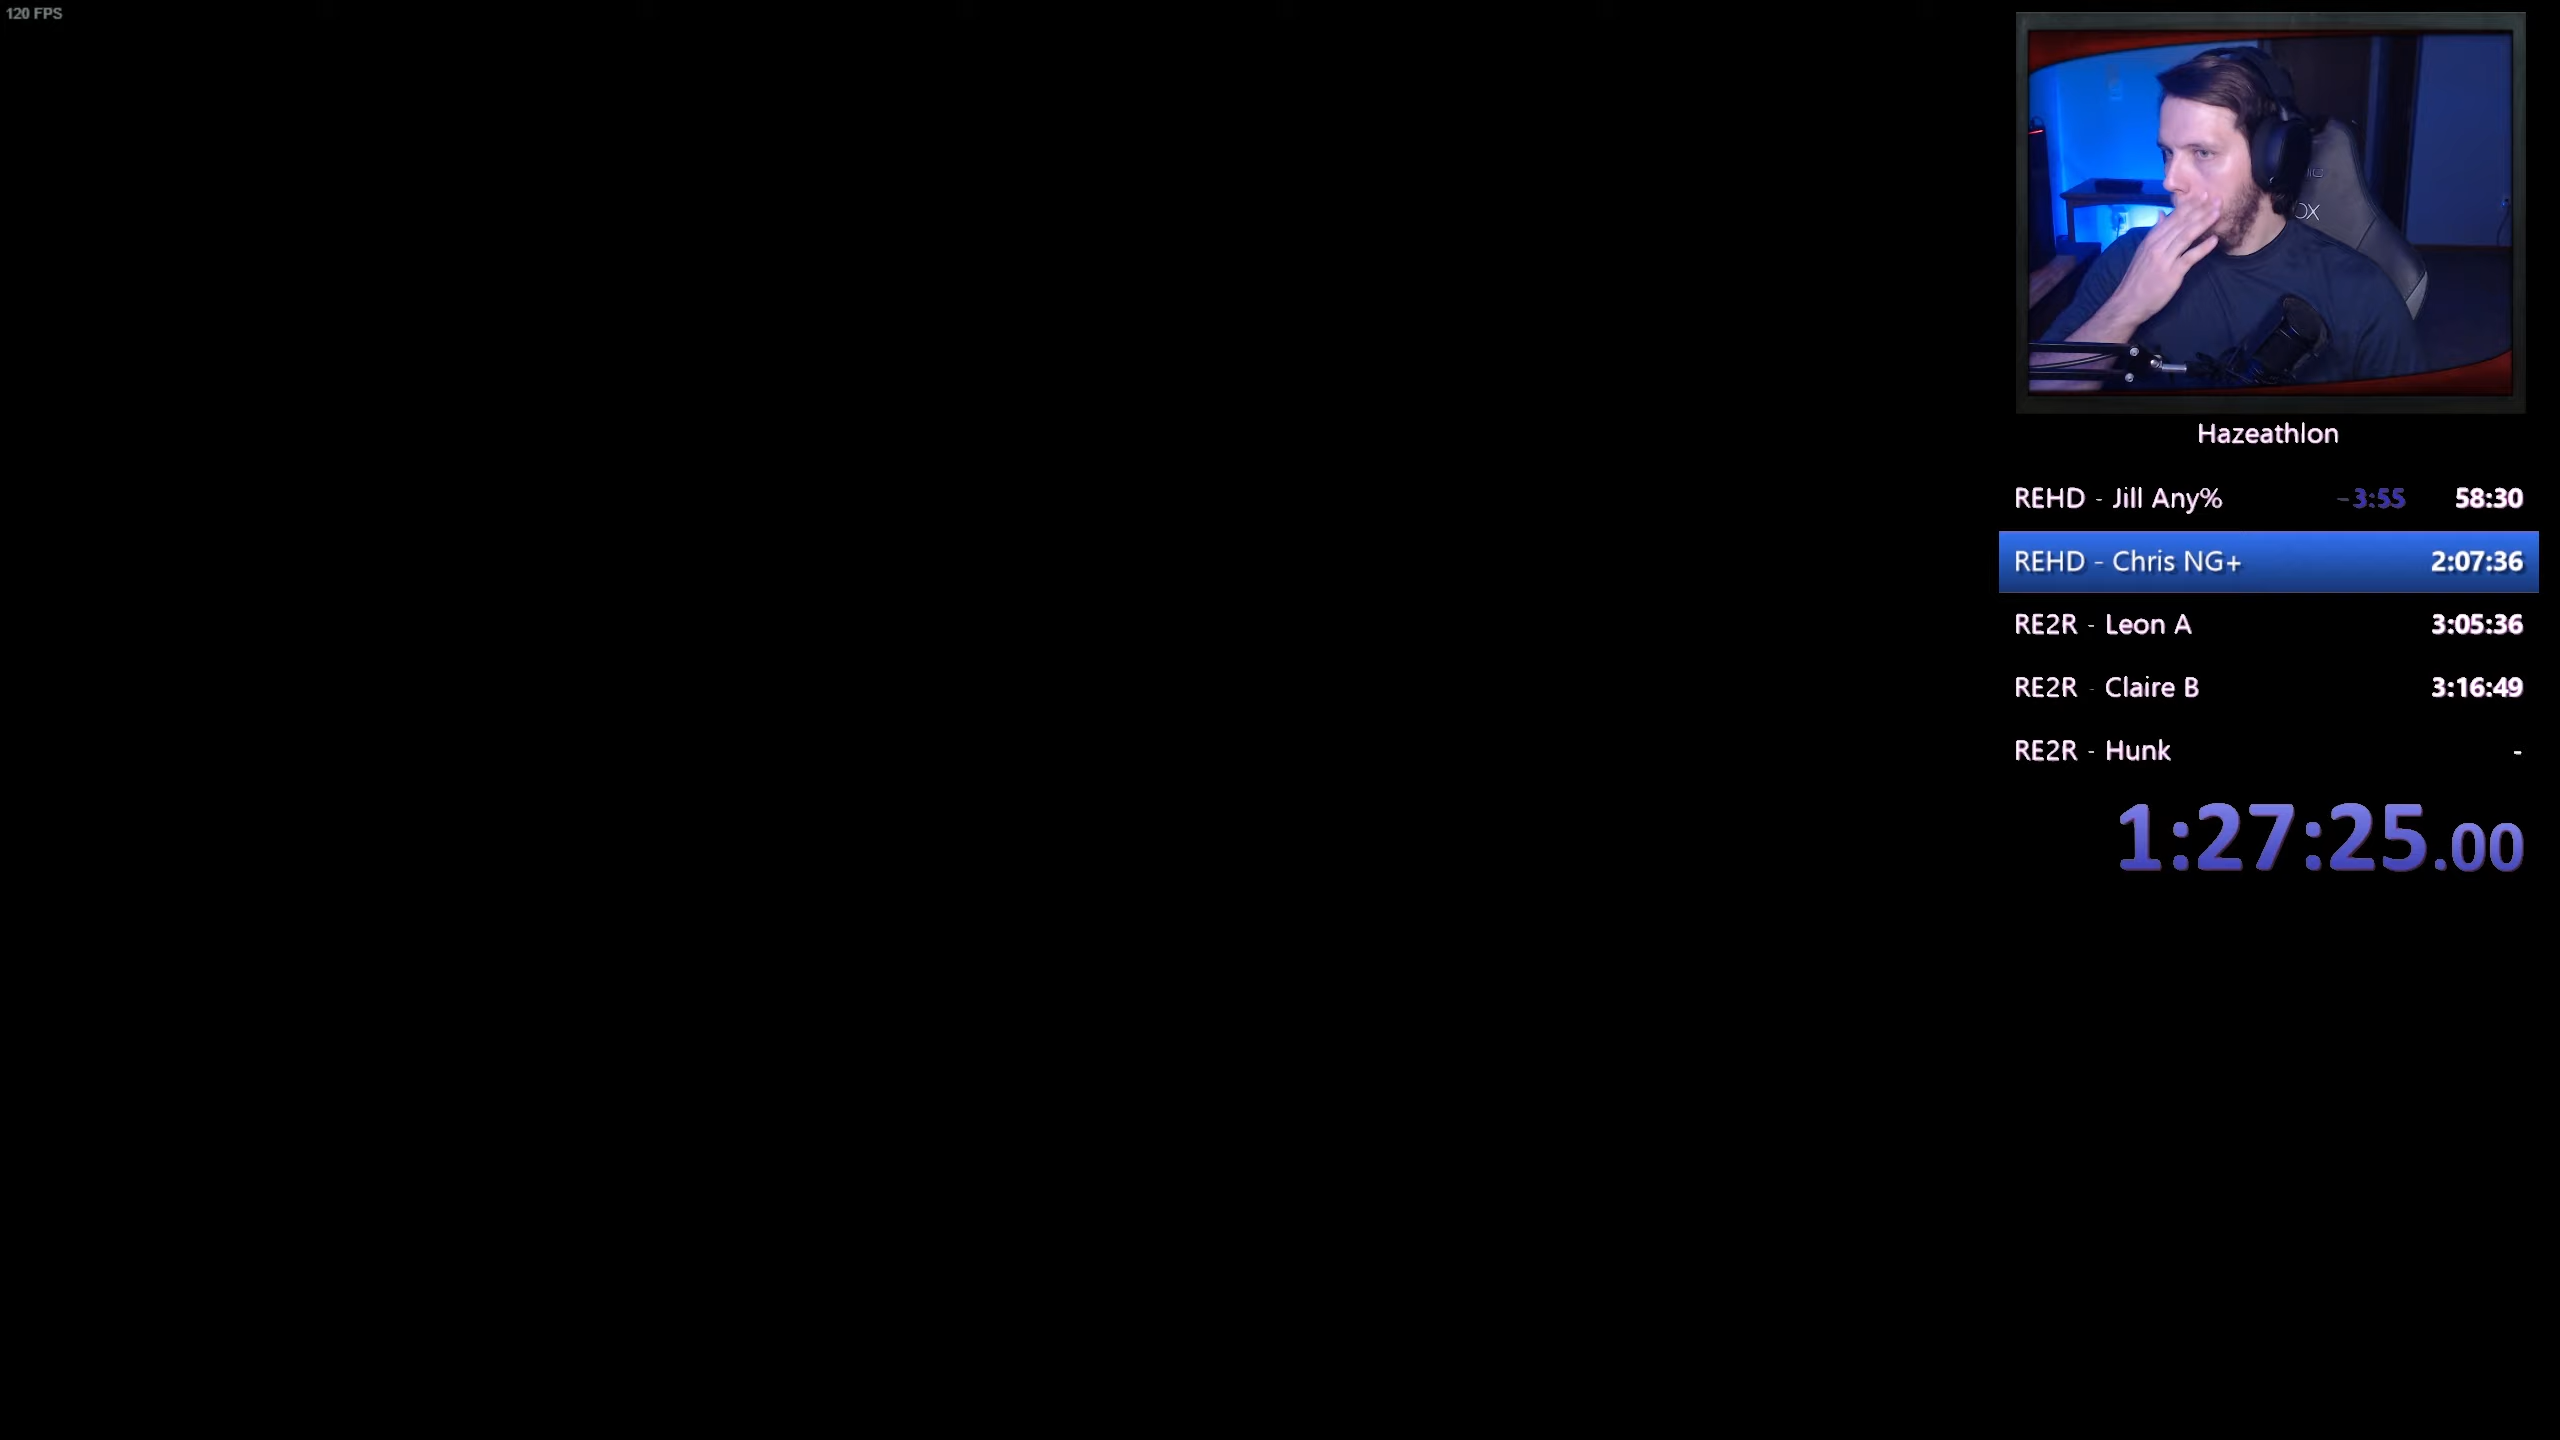 120 FPS
OX
Hazeathlon
REHD - Jill Any% -3:55 58:30
REHD - Chris NG+ 2:07:36
RE2R - Leon A 3:05:36
RE2R - Claire B 3:16:49
RE2R - Hunk -
1:27:25.00